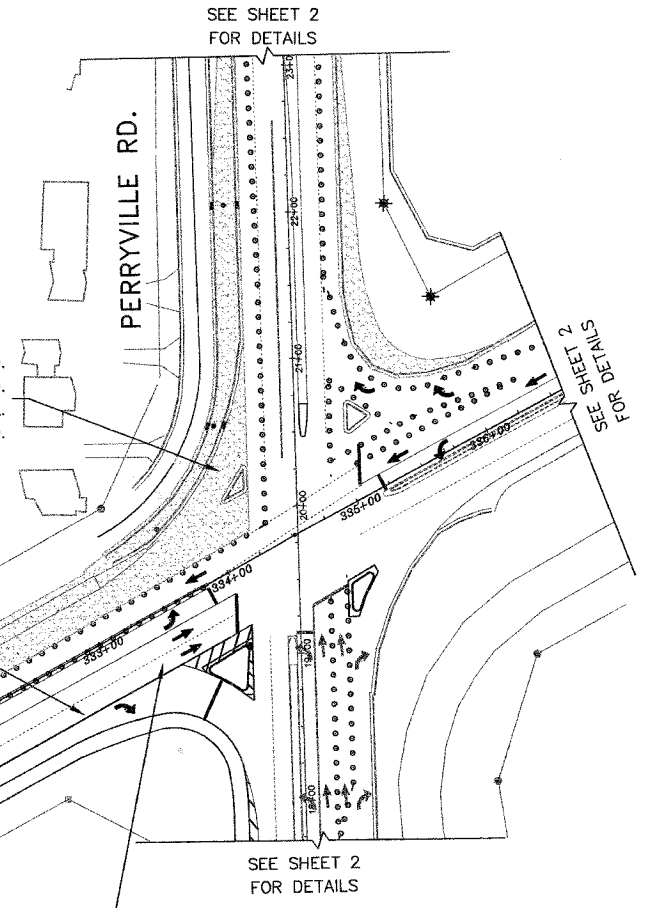 SEE SHEET 2
FOR DETAILS
23+0
PERRYVILLE RD.
22+00
21+00
SEE SHEET 2
FOR DETAILS
336+00
335+00
20+00
334+00
333+00
19+00
18+00
SEE SHEET 2
FOR DETAILS